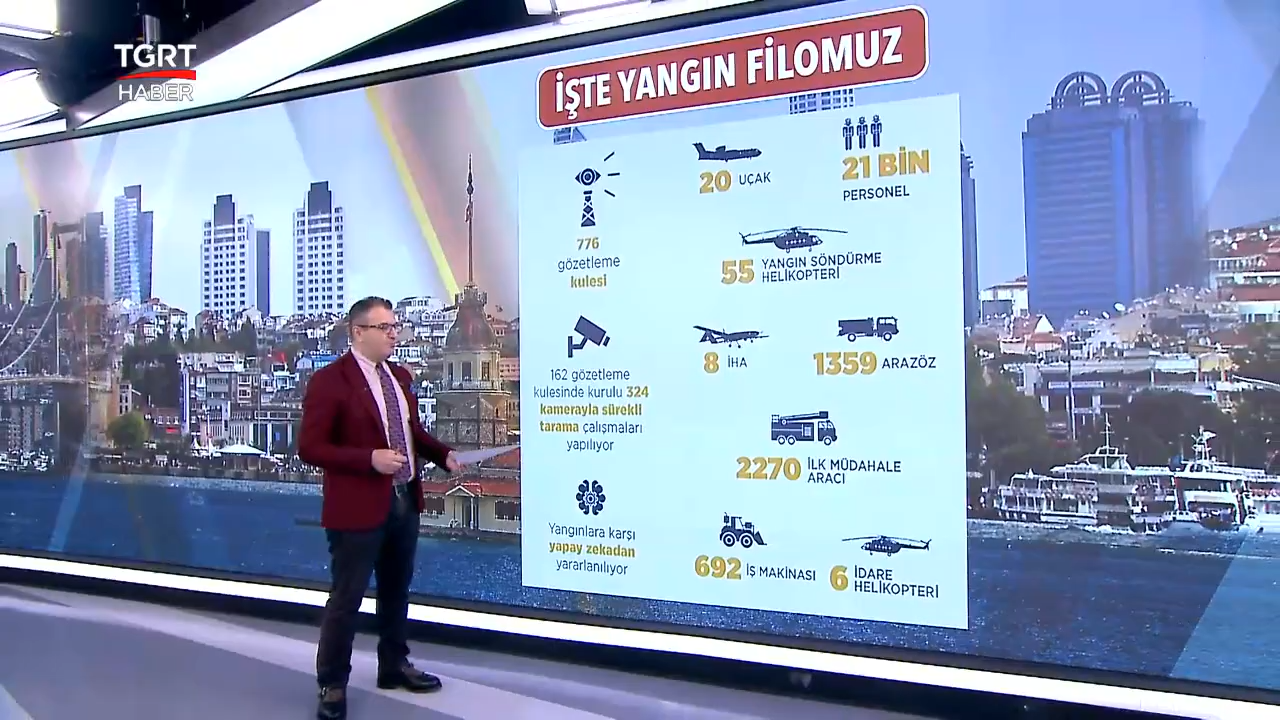 TGRT
HABER
İŞTE YANGIN FİLOMUZ
776
gözetleme
kulesi
162 gözetleme
kulesinde kurulu 324
kamerayla sürekli
tarama çalışmaları
yapılıyor
Yangınlara karşı
yapay zekadan
yararlanılıyor
20 UÇAK
21 BİN
PERSONEL
55 YANGIN SÖNDÜRME
HELİKOPTERİ
8 İHA
1359 ARAZÖZ
2270 İLK MÜDAHALE
ARACI
692 İŞ MAKİNASI
6 İDARE
HELİKOPTERİ